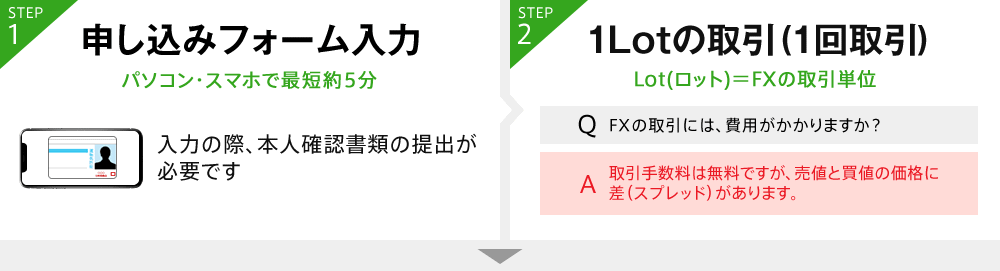 STEP
1
申し込みフォーム入力
パソコン・スマホで最短約5分
入力の際、本人確認書類の提出が
必要です
STEP
2
1Lotの取引(1回取引)
Lot(ロット)＝FXの取引単位
Q FXの取引には、費用がかかりますか？
A 取引手数料は無料ですが、売値と買値の価格に
差(スプレッド)があります。